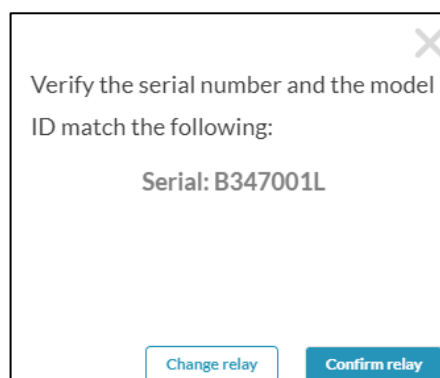 Verify the serial number and the model
ID match the following:
Serial: B347001L
Change relay
Confirm relay